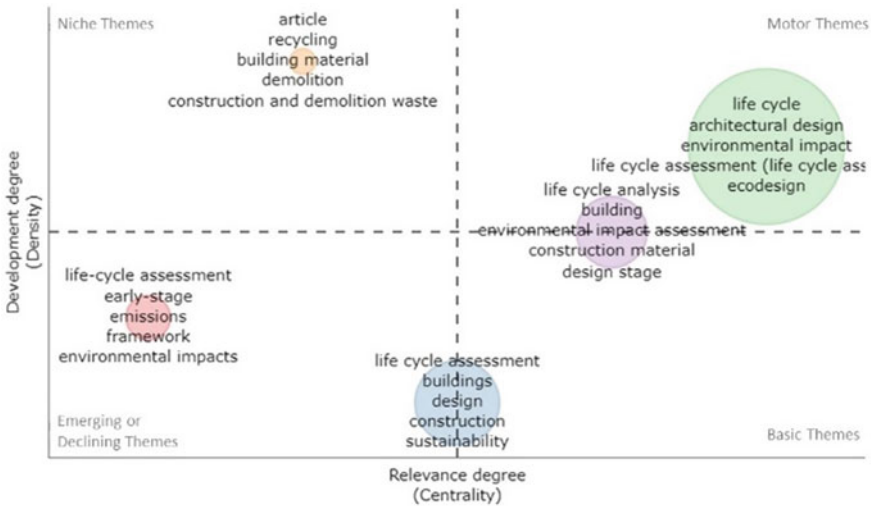 Niche Themes
Motor Themes
article
recycling
building material
demolition
construction and demolition waste
life cycle
architectural design
environmental impact
life cycle assessment (life cycle ass
ecodesign
life cycle analysis
building
environmental impact assessment
construction material
design stage
Development degree
(Density)
life-cycle assessment
early-stage
emissions
framework
environmental impacts
life cycle assessment
buildings
design
construction
sustainability
Emerging or
Declining Themes
Basic Themes
Relevance degree
(Centrality)